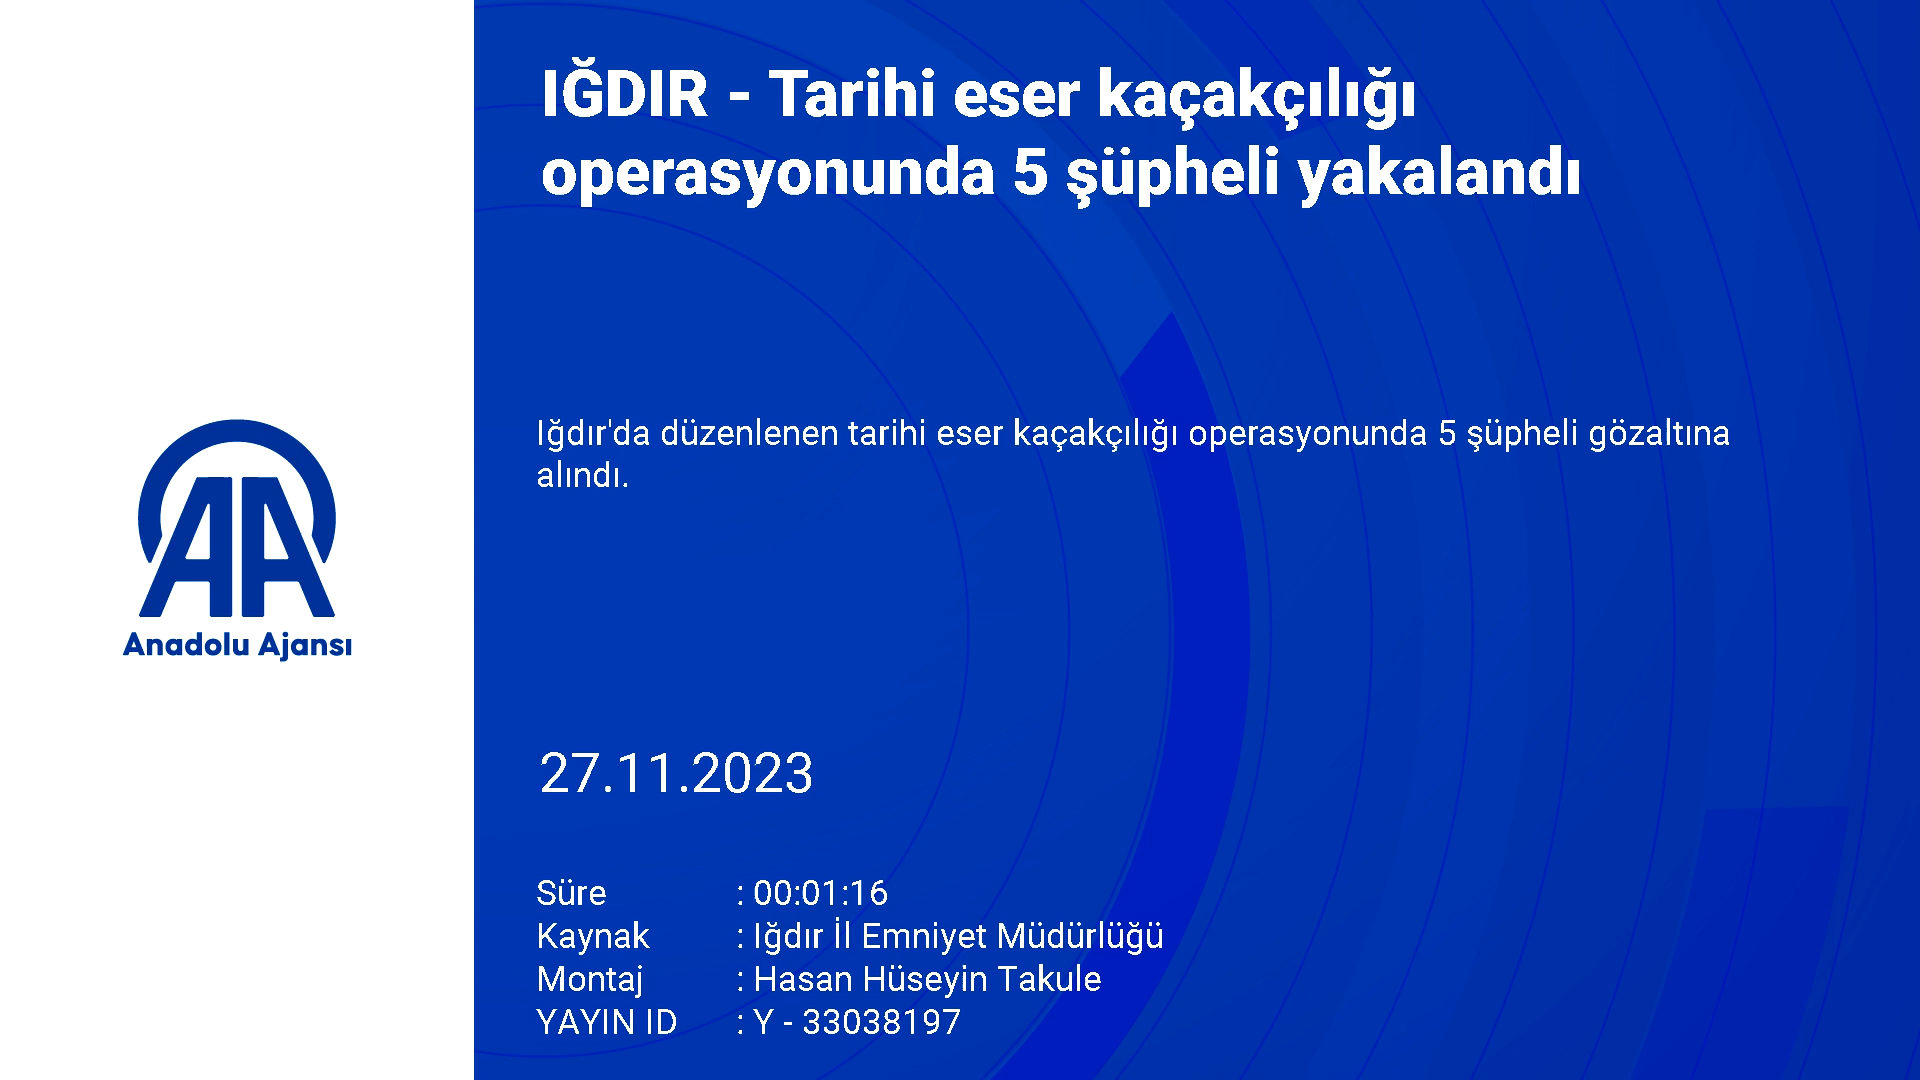 IĞDIR - Tarihi eser kaçakçılığı
operasyonunda 5 şüpheli yakalandı
Iğdır'da düzenlenen tarihi eser kaçakçılığı operasyonunda 5 şüpheli gözaltına
alındı.
AA
Anadolu Ajansı
27.11.2023
Süre : 00:01:16
Kaynak : Iğdır İl Emniyet Müdürlüğü
Montaj : Hasan Hüseyin Takule
YAYIN ID : Y - 33038197